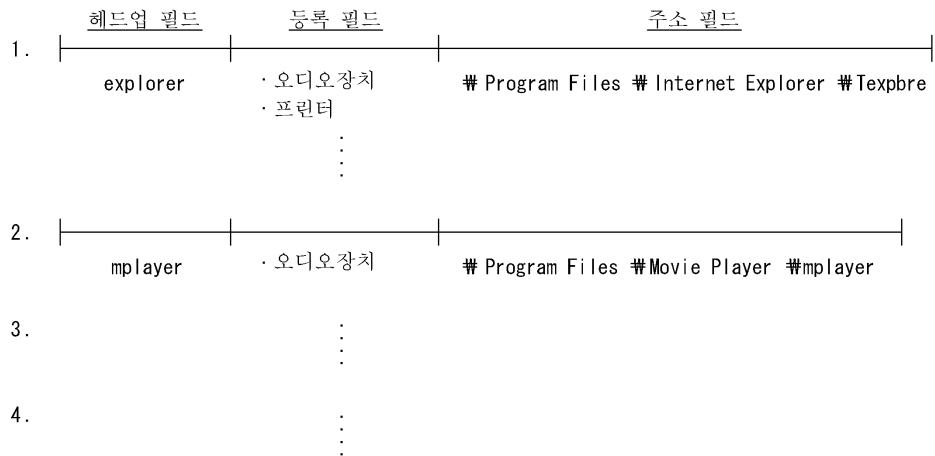 헤드업 필드 등록 필드 주소 필드
1.
explorer · 오디오장치 ₩ Program Files ₩ Internet Explorer ₩Texpbre
· 프린터
2.
mplayer · 오디오장치 ₩ Program Files ₩Movie Player ₩mplayer
3.
4.